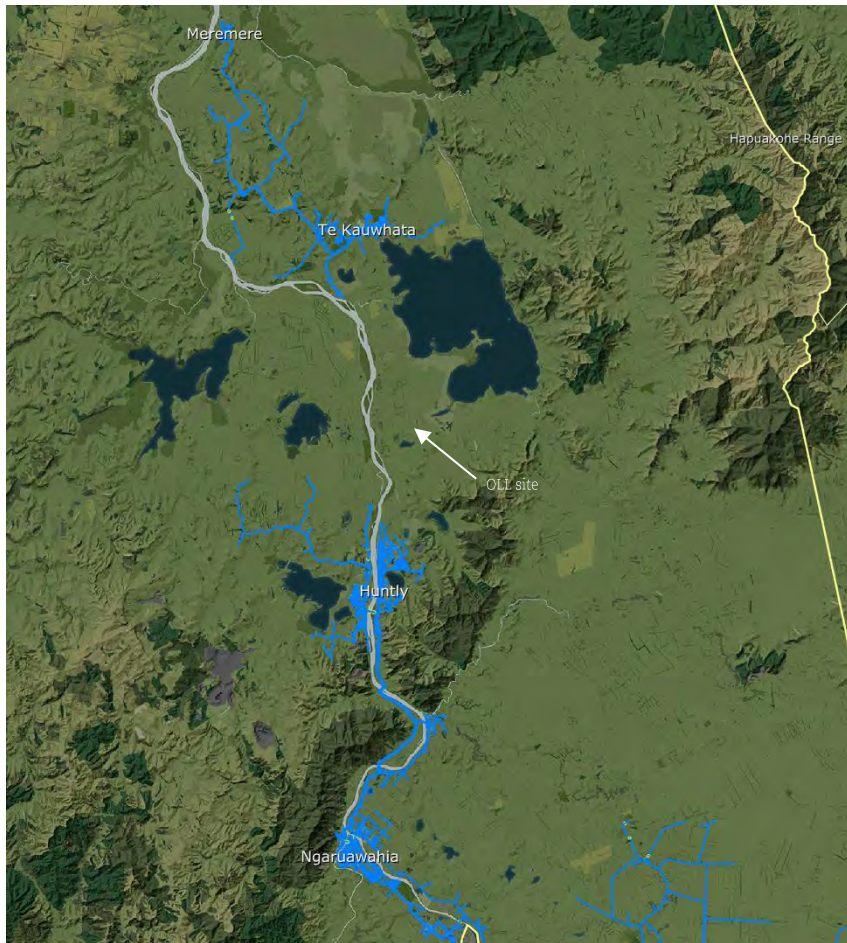 Meremere
Hapuakohe Range
Te Kauwhata
OLL site
Huntly
Ngaruawahia